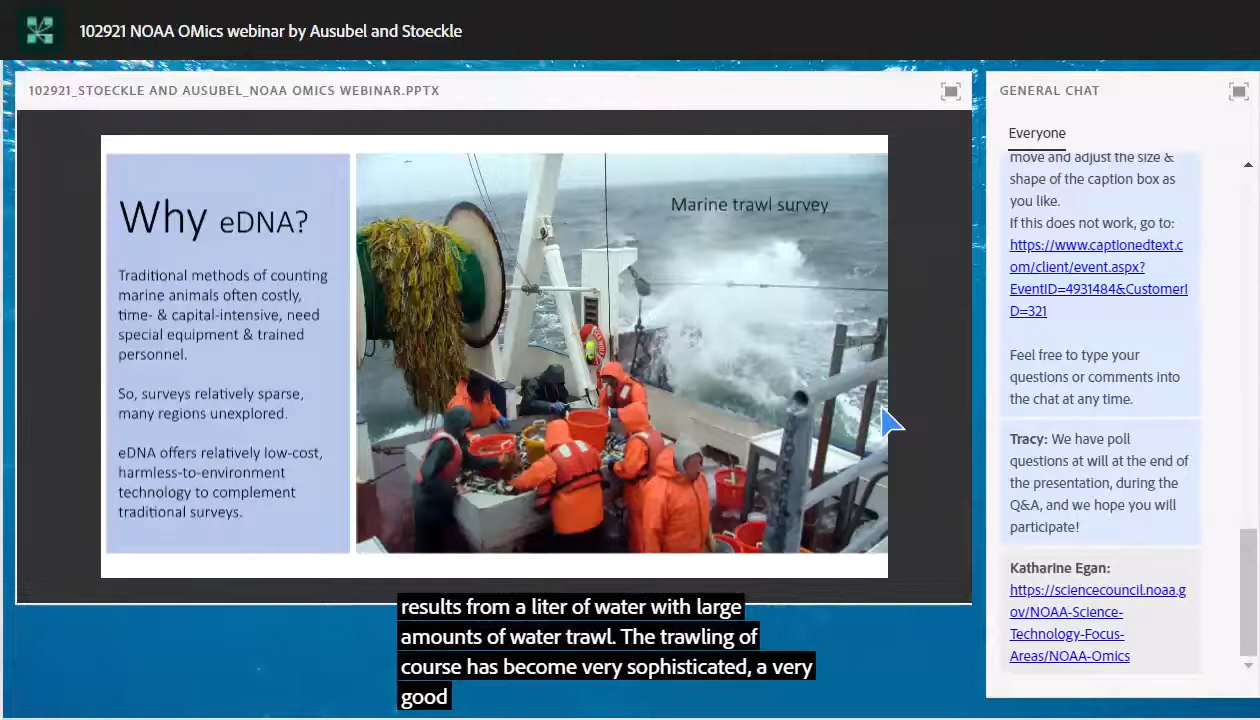 102921 NOAA OMics webinar by Ausubel and Stoeckle
102921_STOECKLE AND AUSUBEL_NOAA OMICS WEBINAR.PPTX
Why eDNA?
Traditional methods of counting
marine animals often costly,
time- & capital-intensive, need
special equipment & trained
personnel.
So, surveys relatively sparse,
many regions unexplored.
eDNA offers relatively low-cost,
harmless-to-environment
technology to complement
traditional surveys.
Marine trawl survey
results from a liter of water with large
amounts of water trawl. The trawling of
course has become very sophisticated, a very
good
GENERAL CHAT
Everyone
move and adjust the size &
shape of the caption box as
you like.
If this does not work, go to:
https://www.captionedtext.c
om/client/event.aspx?
EventID=4931484&CustomerI
D=321
Feel free to type your
questions or comments into
the chat at any time.
Tracy: We have poll
questions at will at the end of
the presentation, during the
Q&A, and we hope you will
participate!
Katharine Egan:
https://sciencecouncil.noaa.g
ov/NOAA-Science-
Technology-Focus-
Areas/NOAA-Omics